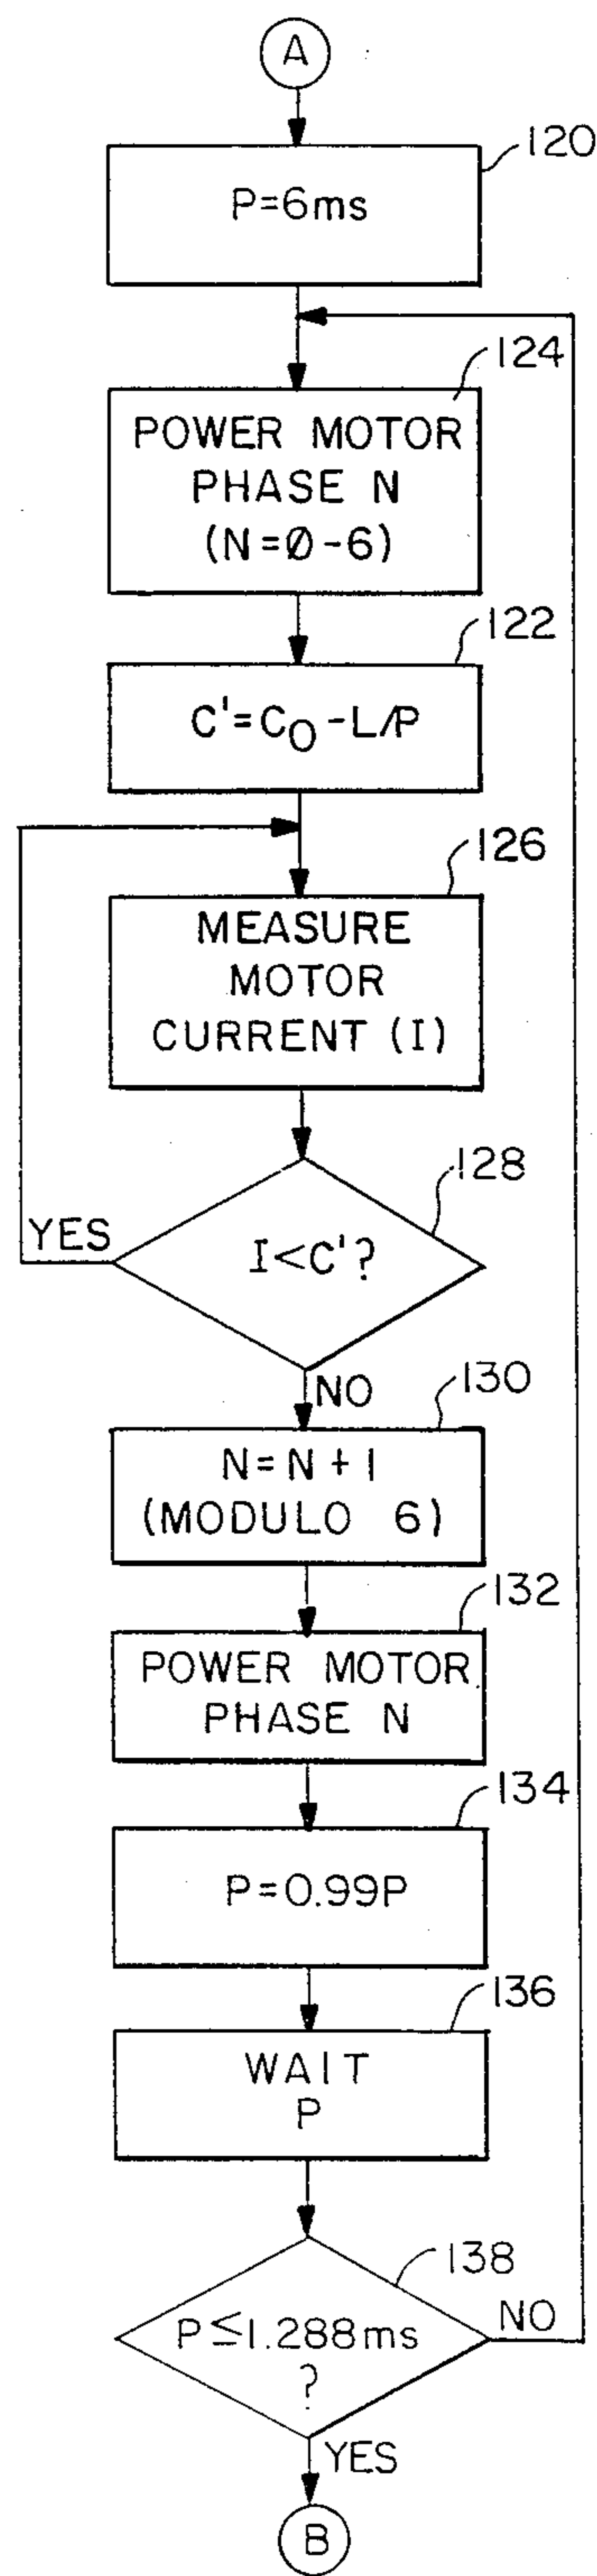 A
120
P=6ms
124
POWER MOTOR
PHASE N
(N=Ø-6)
122
C'=C₀-L/P
126
MEASURE
MOTOR
CURRENT (I)
128
YES
I<C'?
NO
130
N=N+1
(MODULO 6)
132
POWER MOTOR
PHASE N
134
P=0.99P
136
WAIT
P
138
NO
P≦1.288ms
?
YES
B